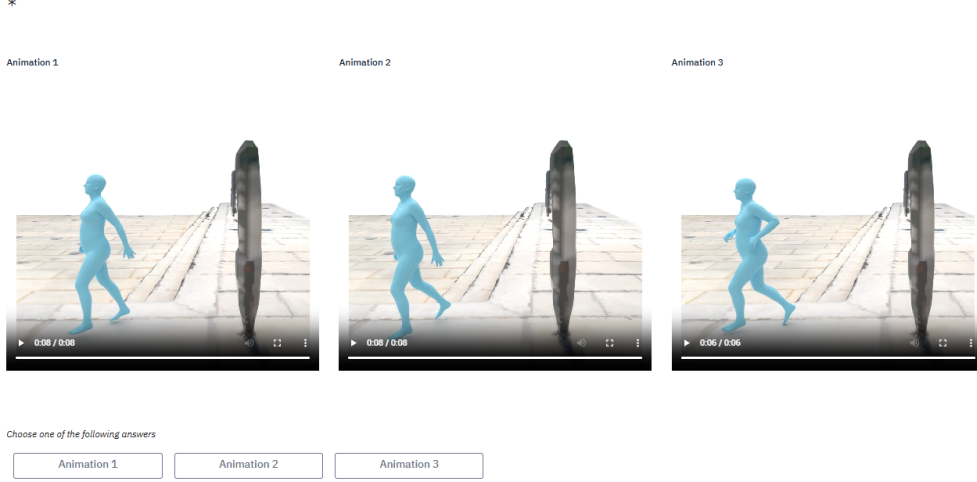 *
Animation 1
Animation 2
Animation 3
0:08 / 0:08
0:08 / 0:08
0:06 / 0:06
Choose one of the following answers
Animation 1
Animation 2
Animation 3